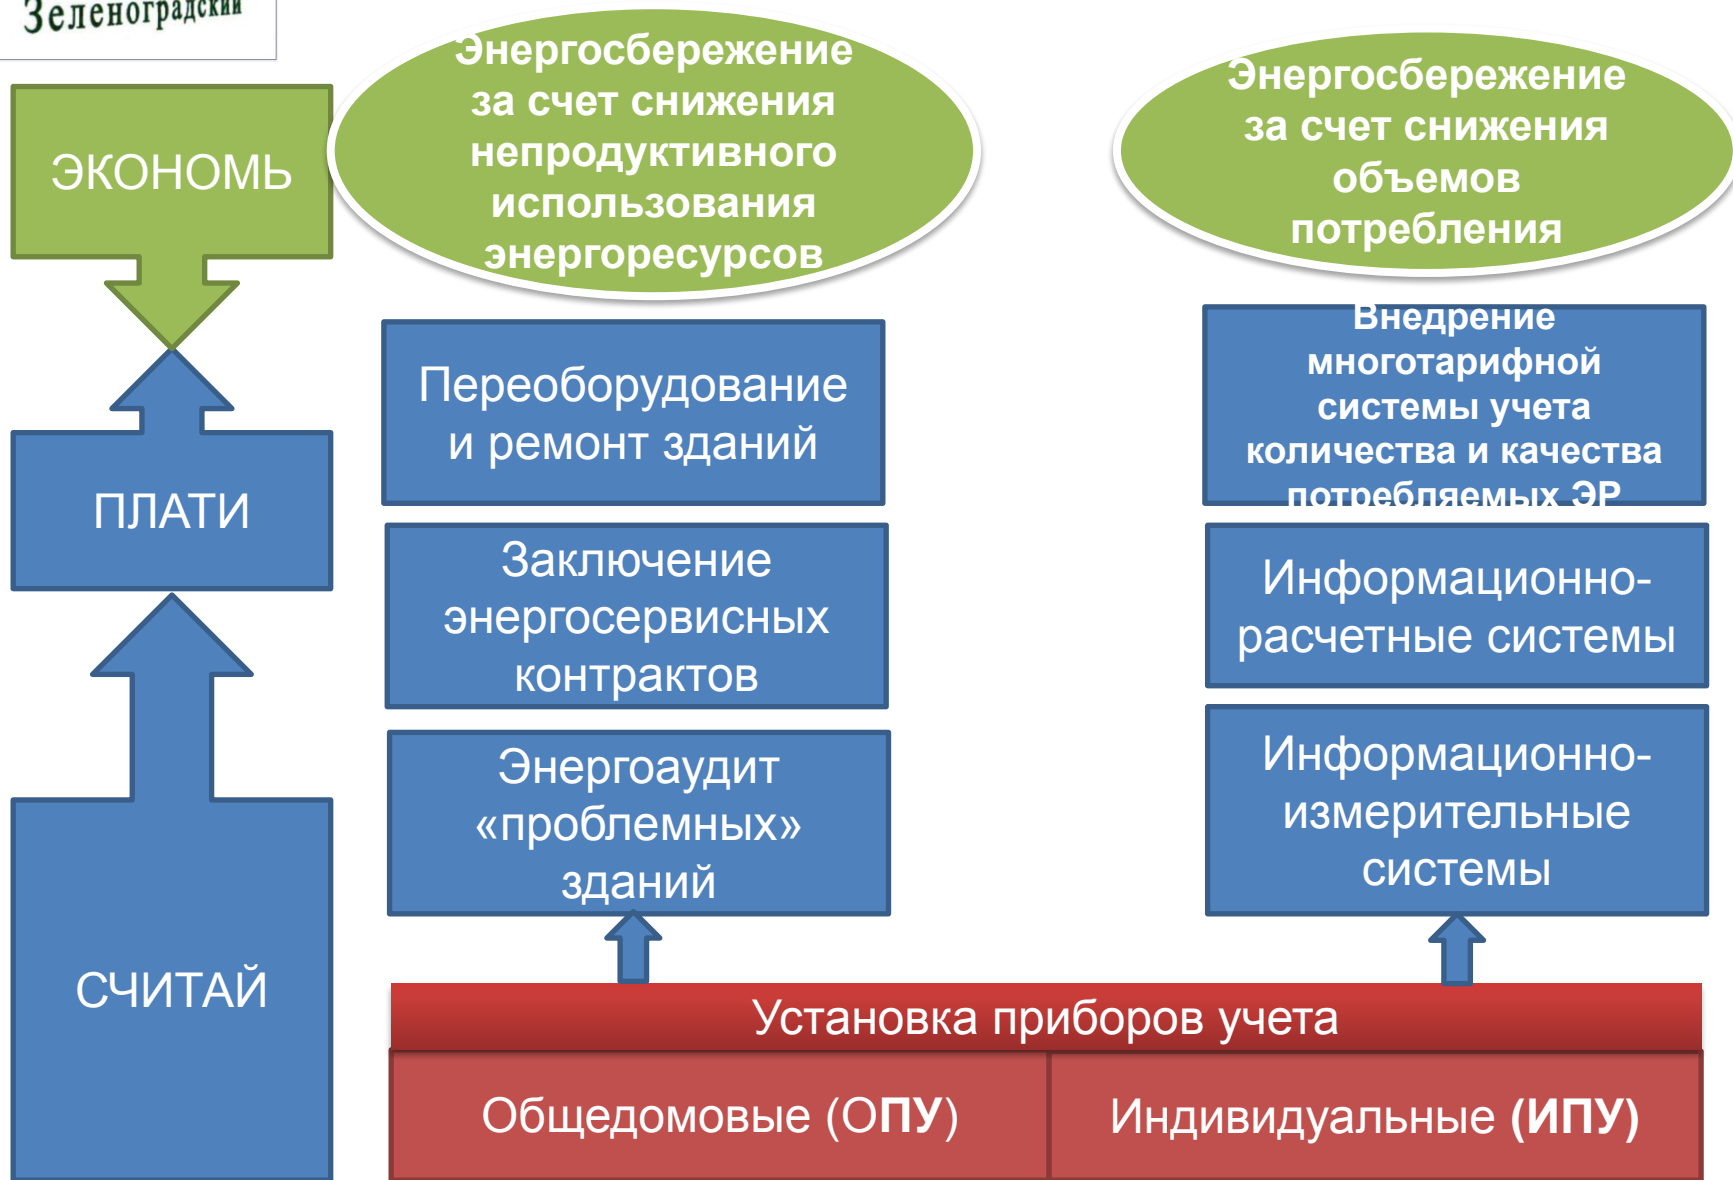 Зеленоградский
ЭКОНОМЬ
Энергосбережение
за счет снижения
непродуктивного
использования
энергоресурсов
Энергосбережение
за счет снижения
объемов
потребления
ПЛАТИ
Переоборудование
и ремонт зданий
Внедрение
многотарифной
системы учета
количества и качества
потребляемых ЭР
Заключение
энергосервисных
контрактов
Информационно-
расчетные системы
СЧИТАЙ
Энергоаудит
«проблемных»
зданий
Информационно-
измерительные
системы
Установка приборов учета
Общедомовые (ОПУ)
Индивидуальные (ИПУ)